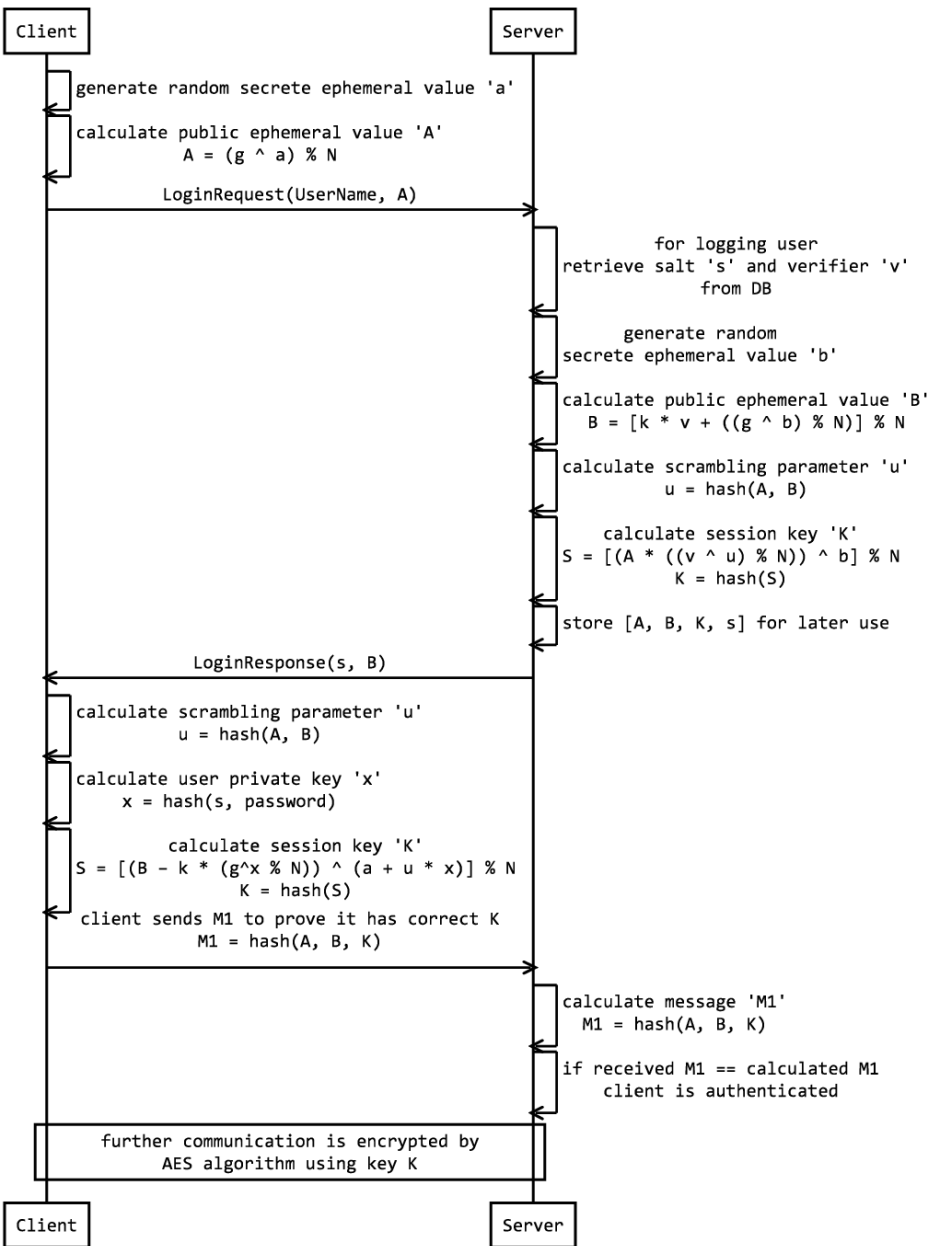 Client
Server
generate random secrete ephemeral value 'a'
calculate public ephemeral value 'A'
A = (g ^ a) % N
LoginRequest(UserName, A)
for logging user
retrieve salt 's' and verifier 'v'
from DB
generate random
secrete ephemeral value 'b'
calculate public ephemeral value 'B'
B = [k * v + ((g ^ b) % N)] % N
calculate scrambling parameter 'u'
u = hash(A, B)
calculate session key 'K'
S = [(A * ((v ^ u) % N)) ^ b] % N
K = hash(S)
store [A, B, K, s] for later use
LoginResponse(s, B)
calculate scrambling parameter 'u'
u = hash(A, B)
calculate user private key 'x'
x = hash(s, password)
calculate session key 'K'
S = [(B – k * (g^x % N)) ^ (a + u * x)] % N
K = hash(S)
client sends M1 to prove it has correct K
M1 = hash(A, B, K)
calculate message 'M1'
M1 = hash(A, B, K)
if received M1 == calculated M1
client is authenticated
further communication is encrypted by
AES algorithm using key K
Client
Server